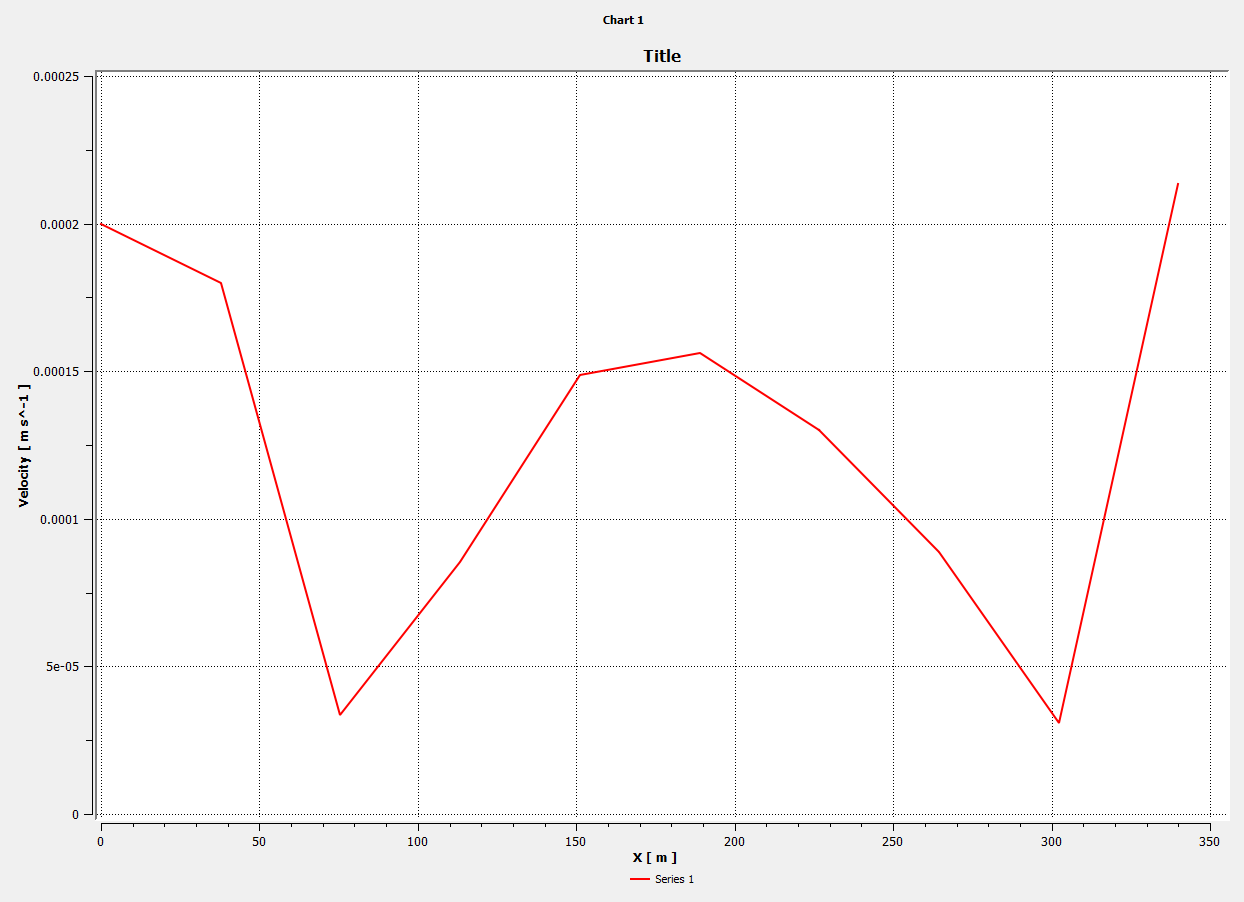 Chart 1
Title
0.00025
0.0002
0.00015
0.0001
5e-05
0
Velocity [ m s^-1 ]
0 50 100 150 200 250 300 350
X [ m ]
Series 1